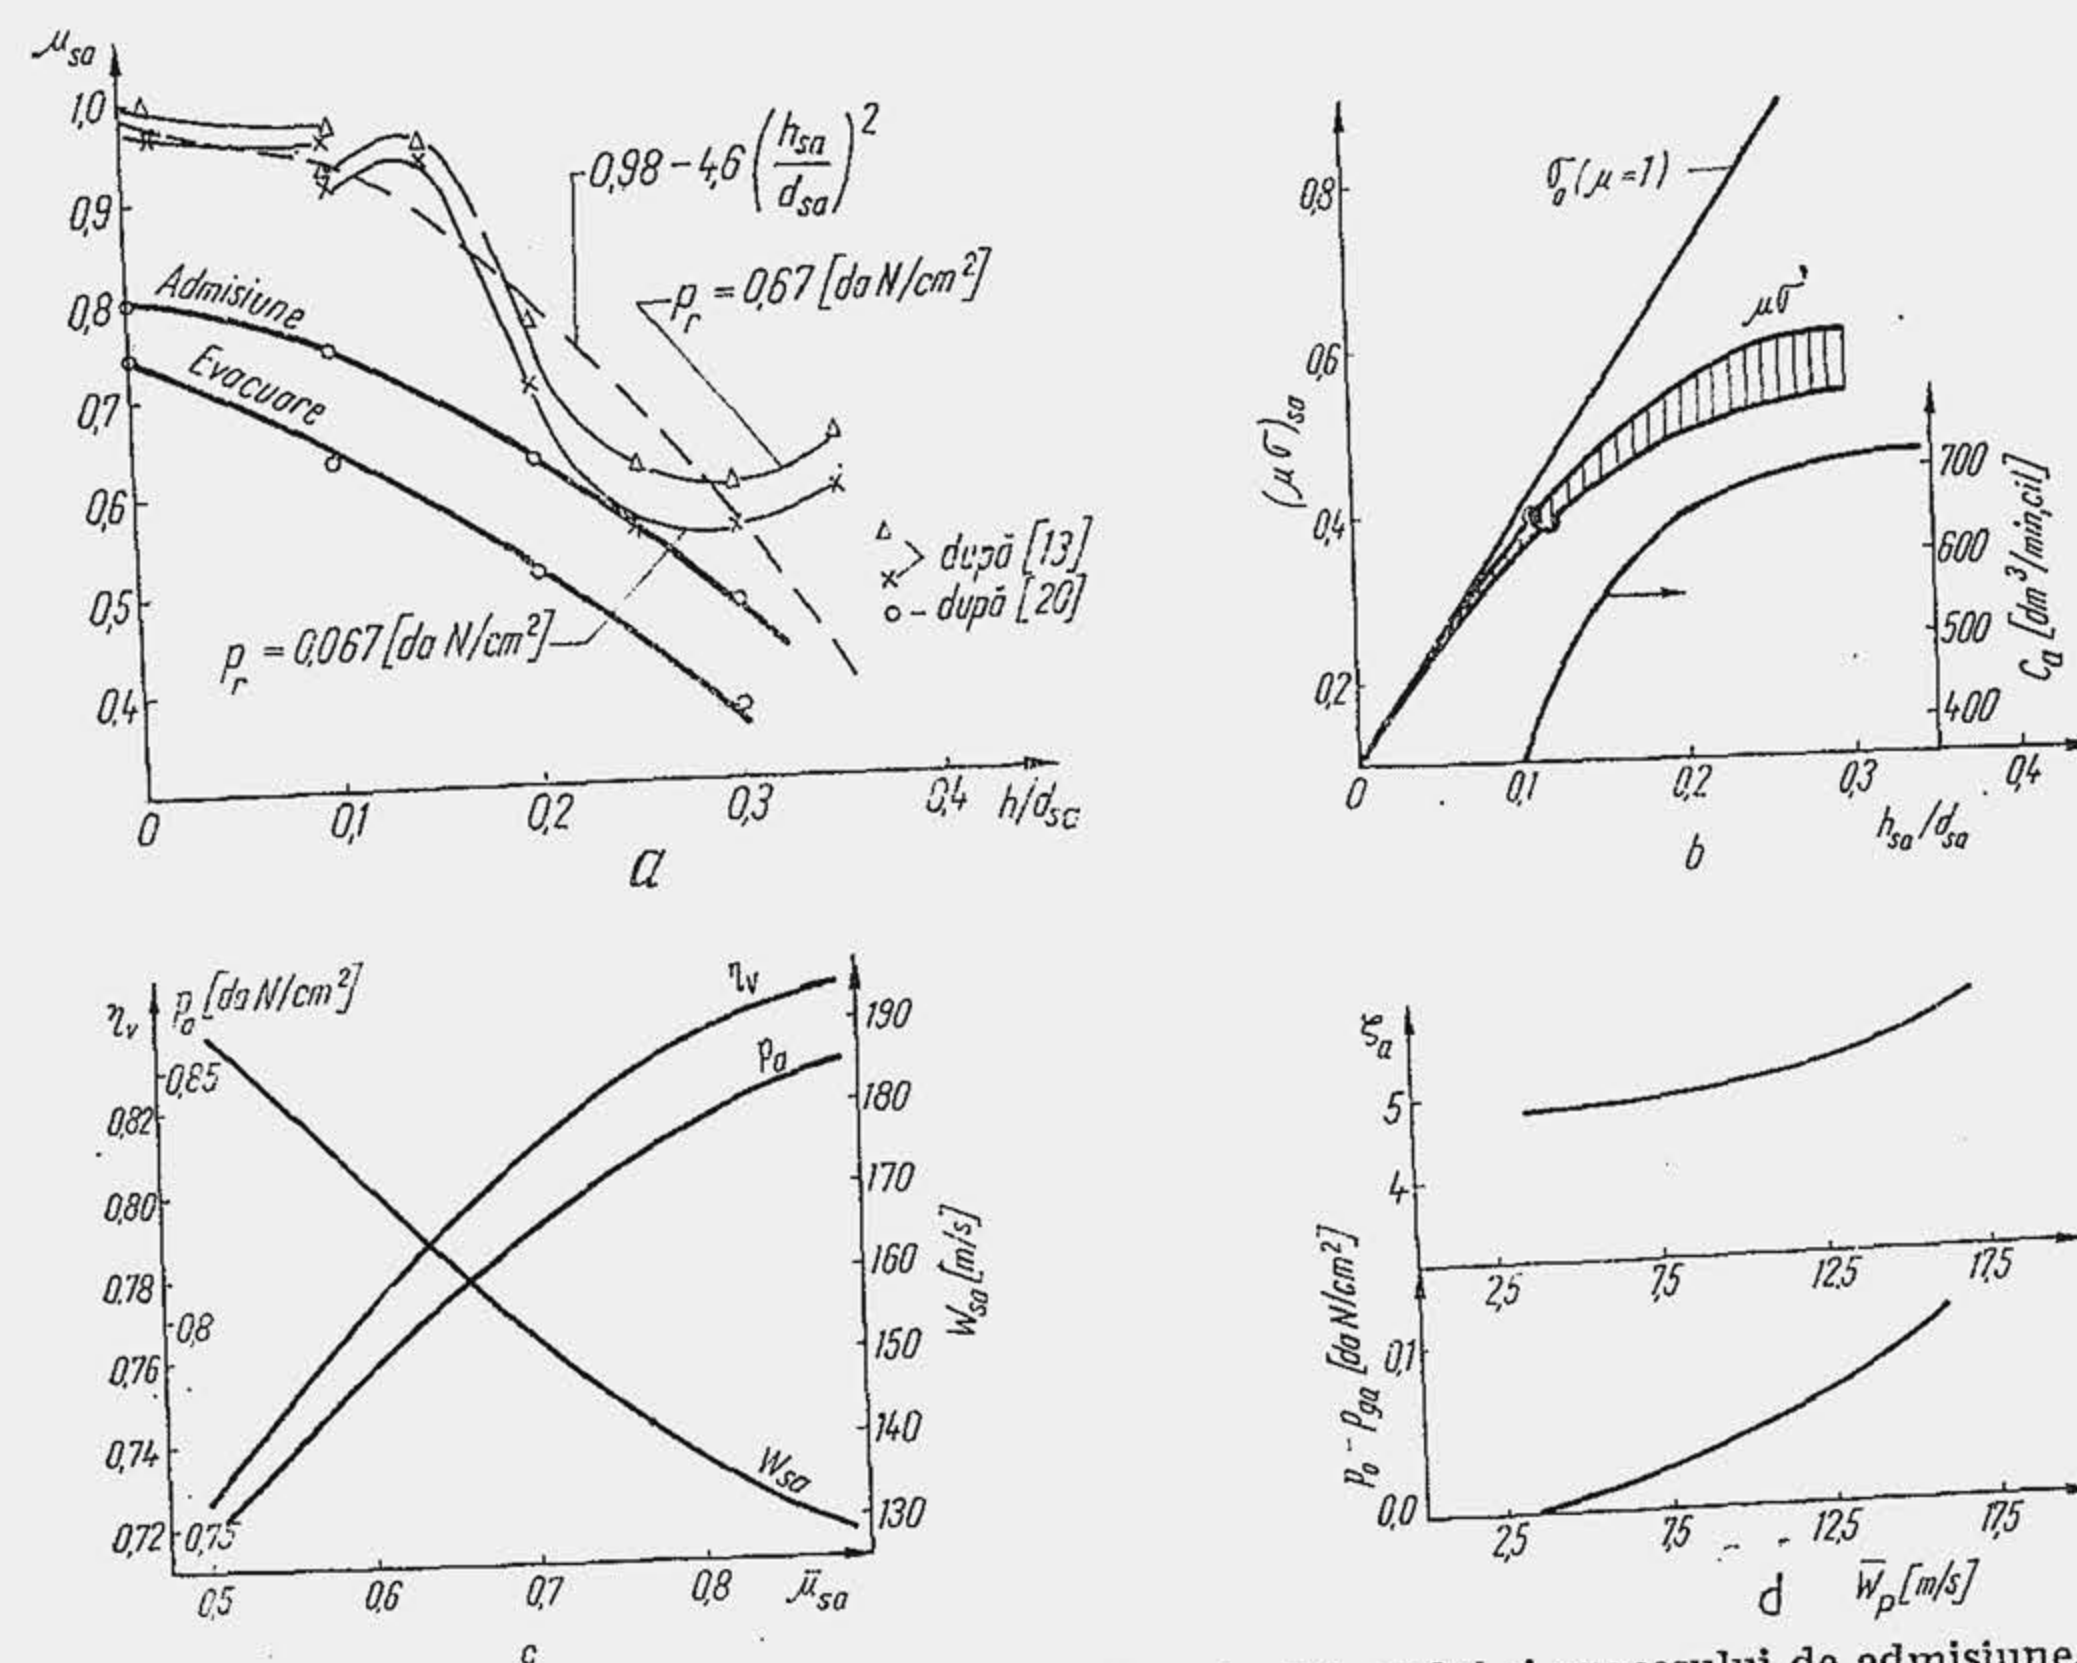 μsa
1,0
0,9
0,8
0,7
0,6
0,5
0,4
0
0,1
0,2
0,3
0,4
h/dsa
Admisiune
Evacuare
0,98 - 4,6 (hsa/dsa)²
pr = 0,67 [daN/cm²]
pr = 0,067 [daN/cm²]
Δ
× > după [13]
o - după [20]
a
(μσ)sa
0,8
0,6
0,4
0,2
0
0,1
0,2
0,3
0,4
hsa/dsa
σa (μ=1)
μσ
700
600
500
400
Ca [dm³/min,cil]
b
ηv
pa [daN/cm²]
0,85
0,82
0,80
0,78
0,8
0,76
0,74
0,72
0,75
0,5
0,6
0,7
0,8
μ̄sa
ηv
pa
Wsa
190
180
170
160
150
140
130
Wsa [m/s]
c
ξa
5
4
2,5
7,5
12,5
17,5
po - pga [daN/cm²]
0,1
0,0
2,5
7,5
12,5
17,5
d
W̄p [m/s]
de admisiune.